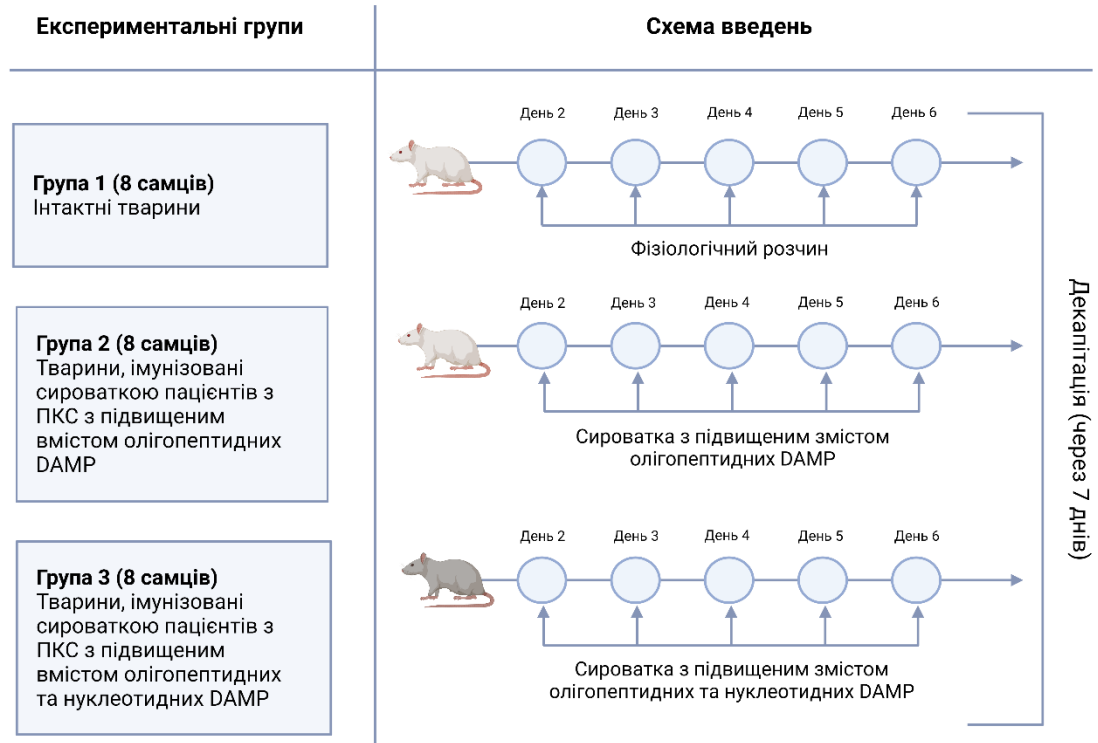 Експериментальні групи
Схема введень
Група 1 (8 самців)
Інтактні тварини
День 2 День 3 День 4 День 5 День 6
Фізіологічний розчин
Група 2 (8 самців)
Тварини, імунізовані
сироваткою пацієнтів з
ПКС з підвищеним
вмістом олігопептидних
DAMP
День 2 День 3 День 4 День 5 День 6
Сироватка з підвищеним змістом
олігопептидних DAMP
Група 3 (8 самців)
Тварини, імунізовані
сироваткою пацієнтів з
ПКС з підвищеним
вмістом олігопептидних
та нуклеотидних DAMP
День 2 День 3 День 4 День 5 День 6
Сироватка з підвищеним змістом
олігопептидних та нуклеотидних DAMP
Декапітація (через 7 днів)